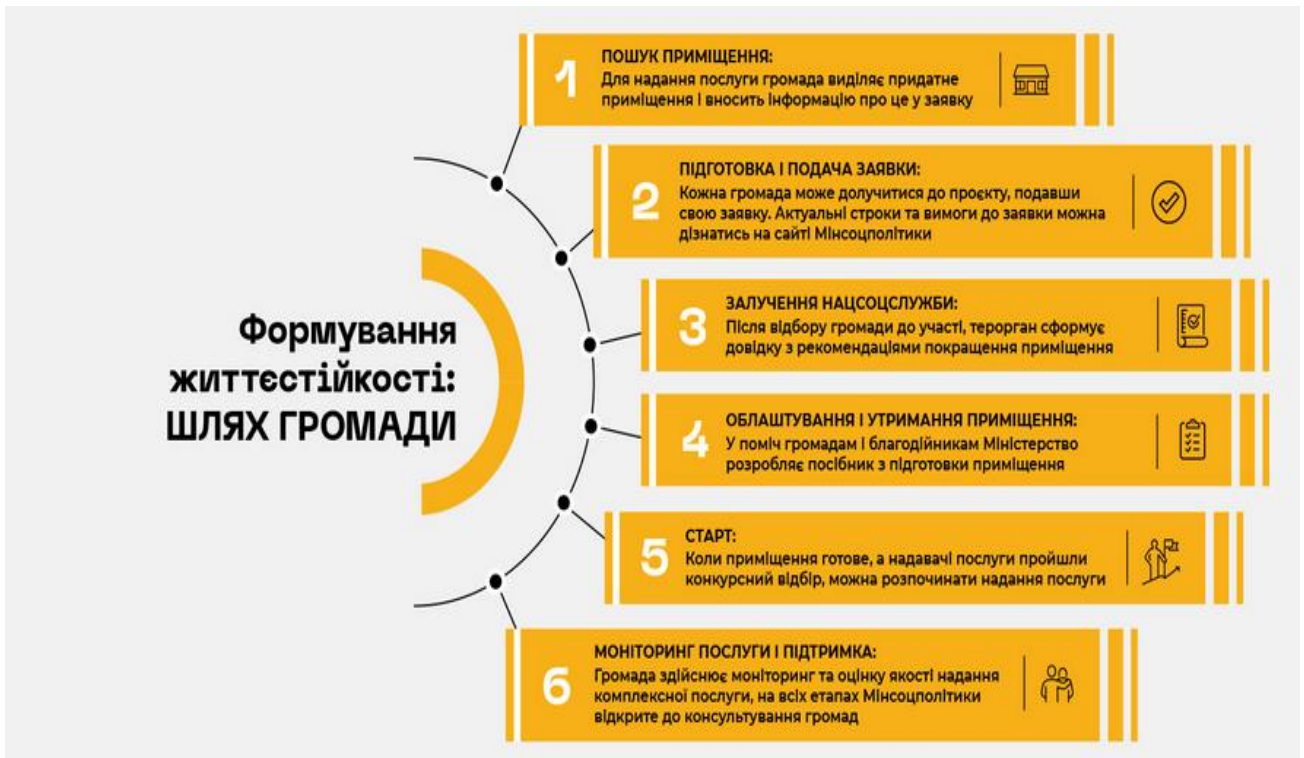 Формування
життєстійкості:
ШЛЯХ ГРОМАДИ
1
ПОШУК ПРИМІЩЕННЯ:
Для надання послуги громада виділяє придатне
приміщення і вносить інформацію про це у заявку
2
ПІДГОТОВКА І ПОДАЧА ЗАЯВКИ:
Кожна громада може долучитися до проєкту, подавши
свою заявку. Актуальні строки та вимоги до заявки можна
дізнатись на сайті Мінсоцполітики
3
ЗАЛУЧЕННЯ НАЦСОЦСЛУЖБИ:
Після відбору громади до участі, терорган сформує
довідку з рекомендаціями покращення приміщення
4
ОБЛАШТУВАННЯ І УТРИМАННЯ ПРИМІЩЕННЯ:
У поміч громадам і благодійникам Міністерство
розробляє посібник з підготовки приміщення
5
СТАРТ:
Коли приміщення готове, а надавачі послуги пройшли
конкурсний відбір, можна розпочинати надання послуги
6
МОНІТОРИНГ ПОСЛУГИ І ПІДТРИМКА:
Громада здійснює моніторинг та оцінку якості надання
комплексної послуги, на всіх етапах Мінсоцполітики
відкрите до консультування громад